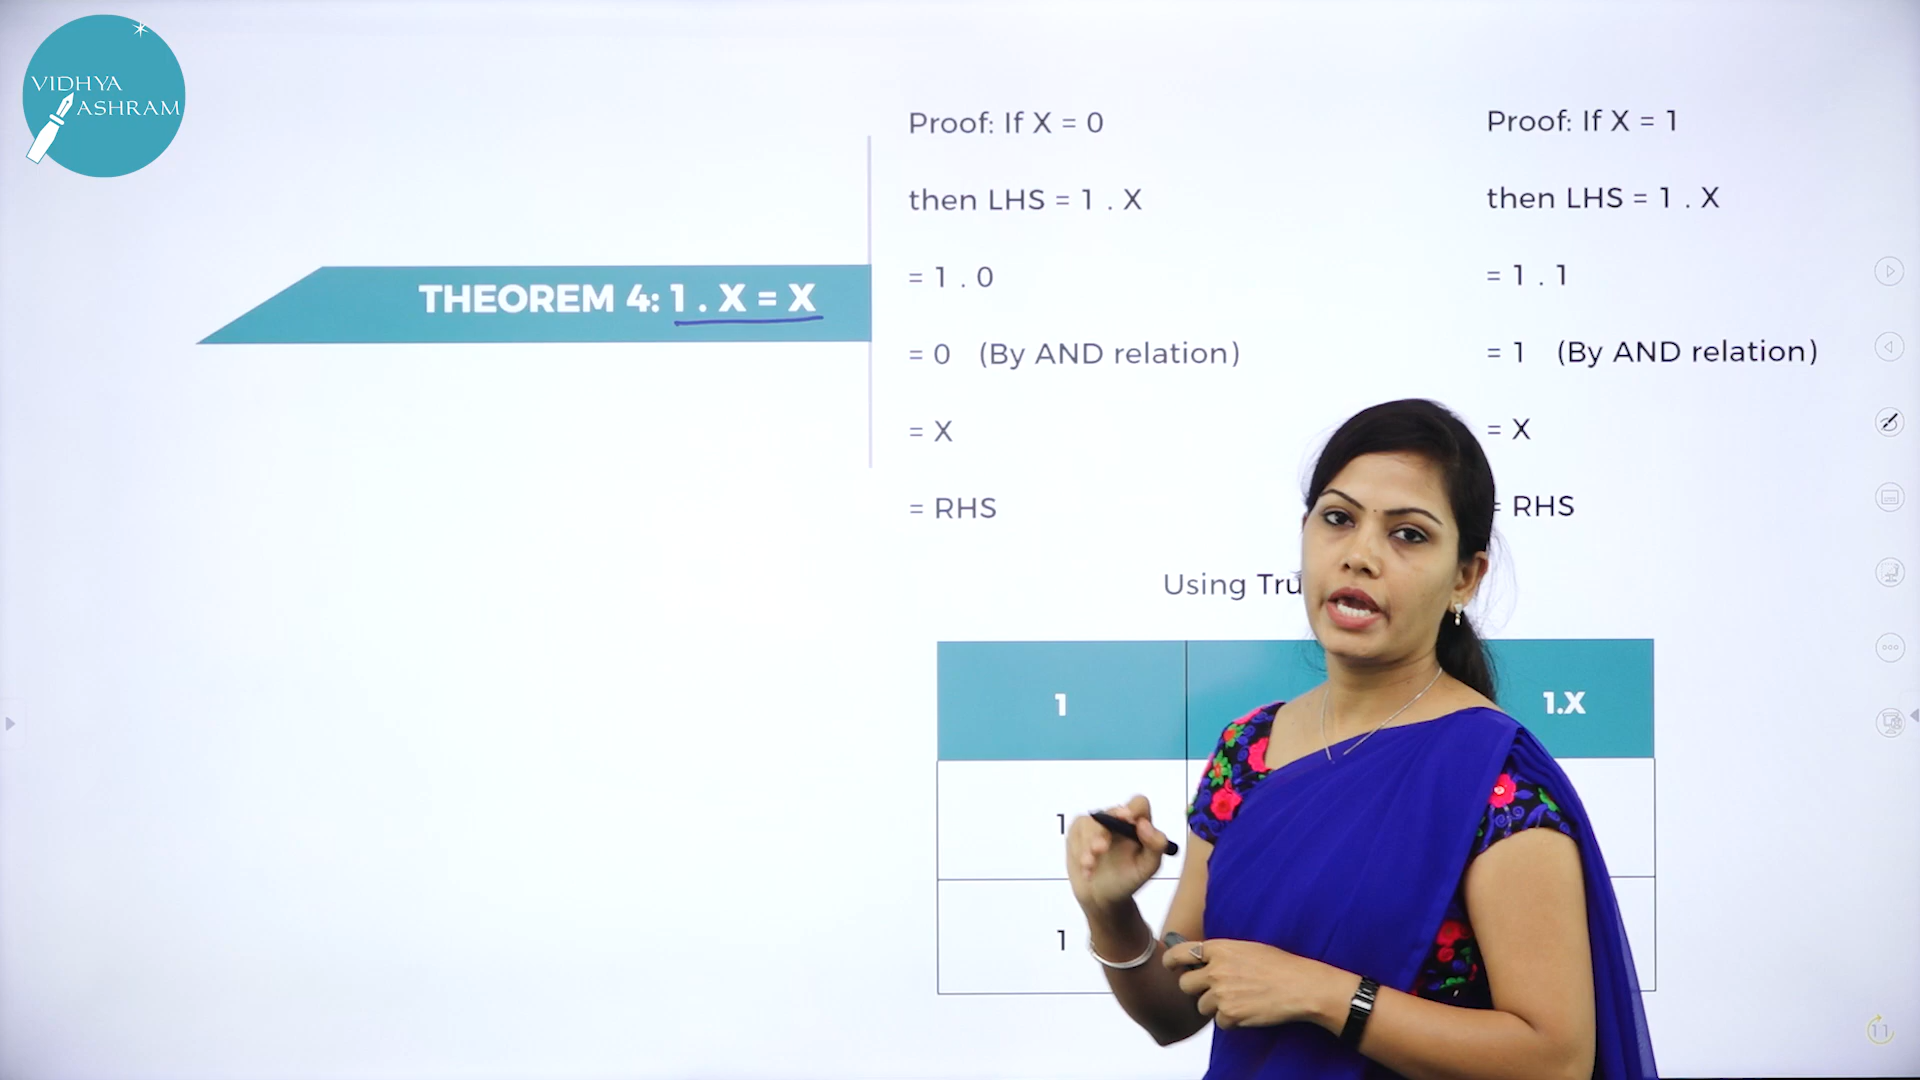 VIDHYA
ASHRAM
THEOREM 4: 1 . X = X
Proof: If X = 0
then LHS = 1 . X
= 1 . 0
= 0 (By AND relation)
= X
= RHS
Proof: If X = 1
then LHS = 1 . X
= 1 . 1
= 1 (By AND relation)
= X
= RHS
Using
1 1.X
1
1
11